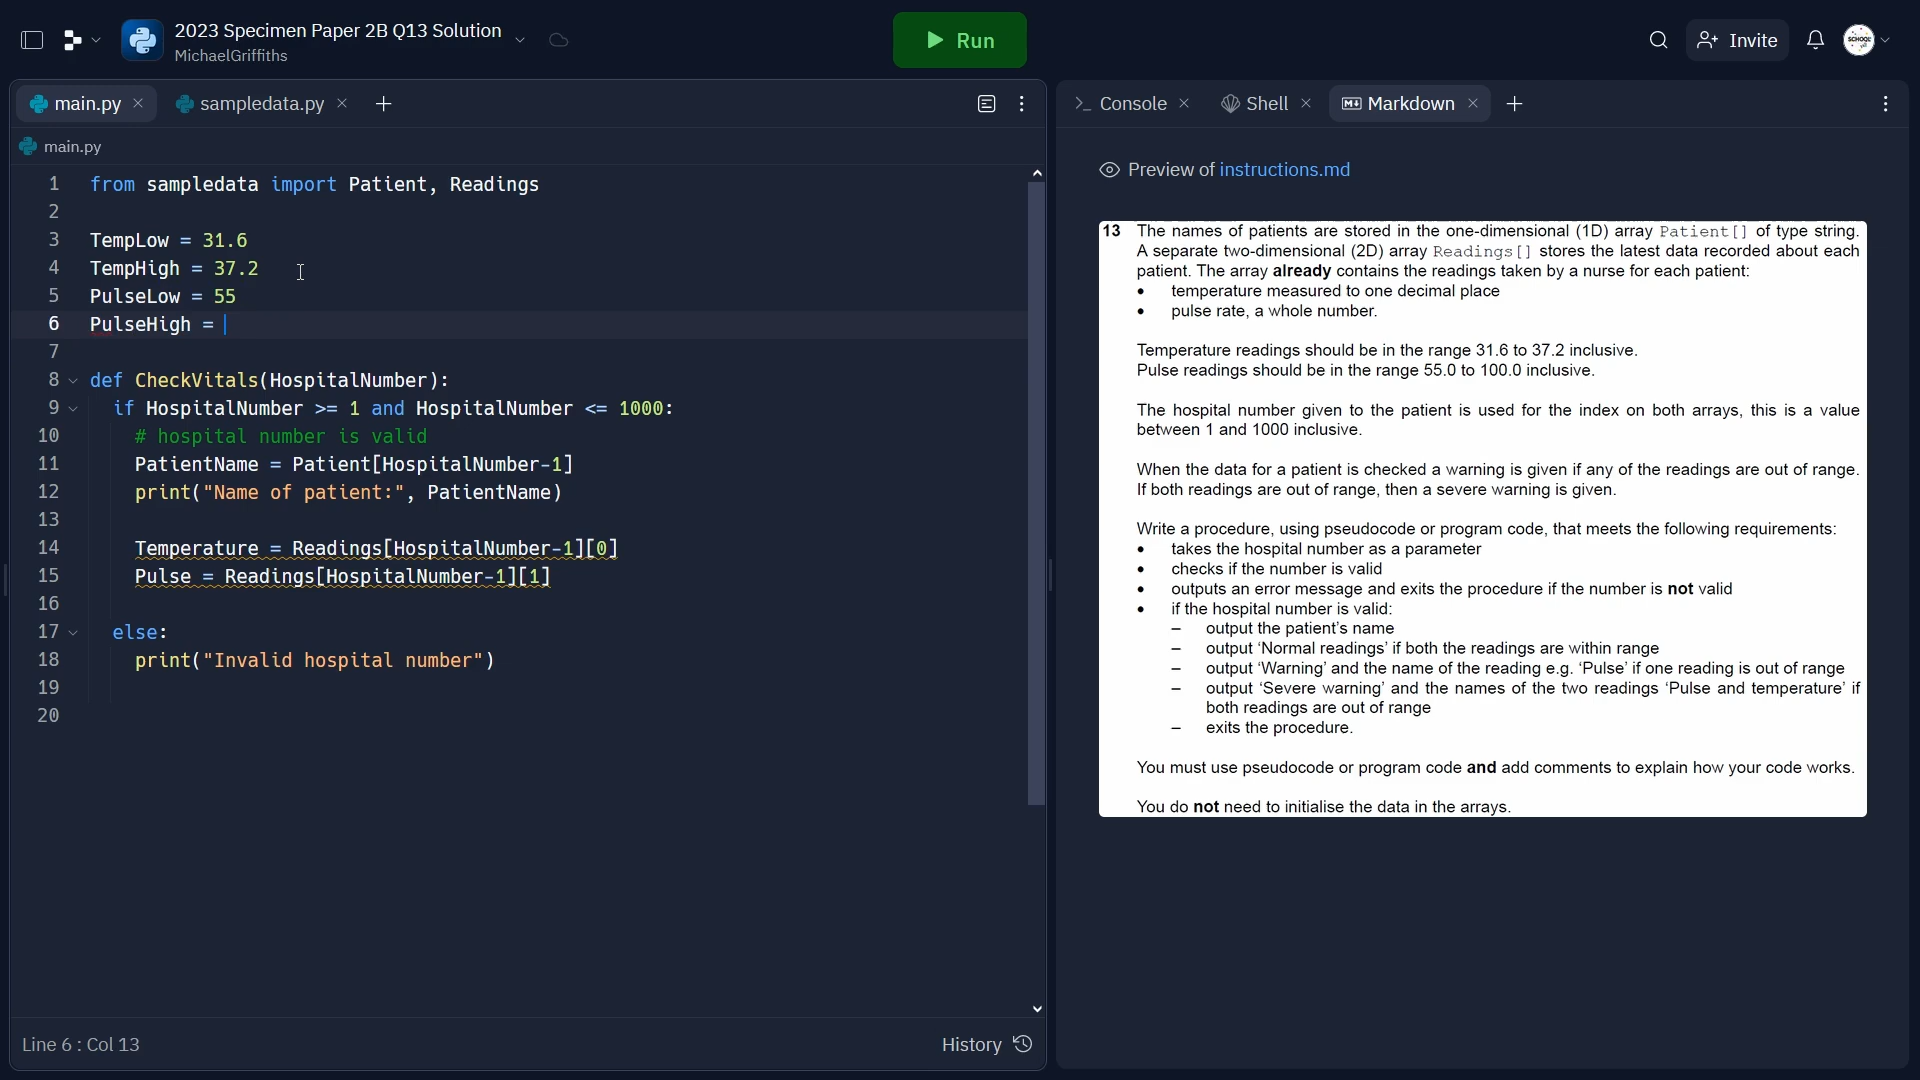 2023 Specimen Paper 2B Q13 Solution
MichaelGriffiths
Run
Invite
SCHOOL
main.py
sampledata.py
main.py
1 from sampledata import Patient, Readings
2
3 TempLow = 31.6
4 TempHigh = 37.2
5 PulseLow = 55
6 PulseHigh =
7
8 def CheckVitals(HospitalNumber):
9 if HospitalNumber >= 1 and HospitalNumber <= 1000:
10 # hospital number is valid
11 PatientName = Patient[HospitalNumber-1]
12 print("Name of patient:", PatientName)
13
14 Temperature = Readings[HospitalNumber-1][0]
15 Pulse = Readings[HospitalNumber-1][1]
16
17 else:
18 print("Invalid hospital number")
19
20
Line 6 : Col 13
History
Console
Shell
Markdown
Preview of instructions.md
13 The names of patients are stored in the one-dimensional (1D) array Patient[] of type string.
A separate two-dimensional (2D) array Readings[] stores the latest data recorded about each
patient. The array already contains the readings taken by a nurse for each patient:
• temperature measured to one decimal place
• pulse rate, a whole number.
Temperature readings should be in the range 31.6 to 37.2 inclusive.
Pulse readings should be in the range 55.0 to 100.0 inclusive.
The hospital number given to the patient is used for the index on both arrays, this is a value
between 1 and 1000 inclusive.
When the data for a patient is checked a warning is given if any of the readings are out of range.
If both readings are out of range, then a severe warning is given.
Write a procedure, using pseudocode or program code, that meets the following requirements:
• takes the hospital number as a parameter
• checks if the number is valid
• outputs an error message and exits the procedure if the number is not valid
• if the hospital number is valid:
– output the patient's name
– output ‘Normal readings’ if both the readings are within range
– output ‘Warning’ and the name of the reading e.g. ‘Pulse’ if one reading is out of range
– output ‘Severe warning’ and the names of the two readings ‘Pulse and temperature’ if
both readings are out of range
– exits the procedure.
You must use pseudocode or program code and add comments to explain how your code works.
You do not need to initialise the data in the arrays.